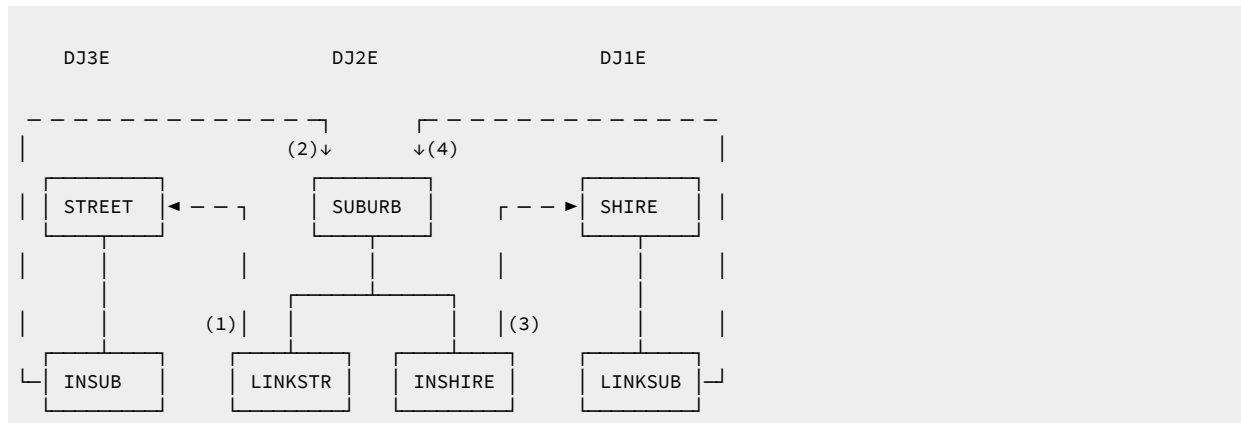 DJ3E DJ2E DJ1E
(2) (4)
STREET SUBURB SHIRE
(1) (3)
INSUB LINKSTR INSHIRE LINKSUB